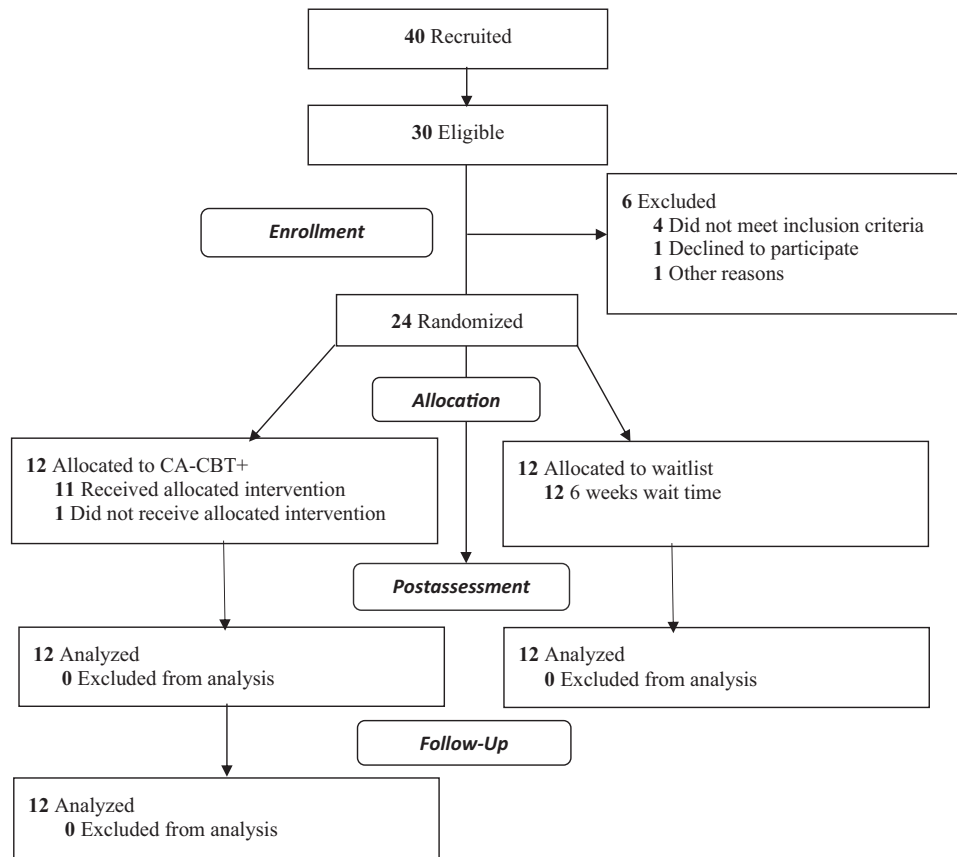 40 Recruited
30 Eligible
6 Excluded
4 Did not meet inclusion criteria
1 Declined to participate
1 Other reasons
Enrollment
24 Randomized
Allocation
12 Allocated to CA-CBT+
11 Received allocated intervention
1 Did not receive allocated intervention
12 Allocated to waitlist
12 6 weeks wait time
Postassessment
12 Analyzed
0 Excluded from analysis
12 Analyzed
0 Excluded from analysis
Follow-Up
12 Analyzed
0 Excluded from analysis